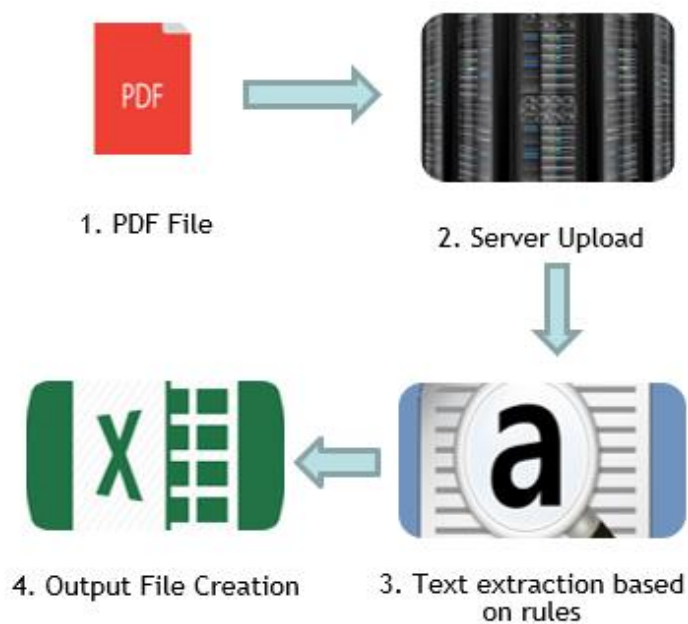 PDF
1. PDF File
2. Server Upload
a
X
4. Output File Creation
3. Text extraction based
on rules